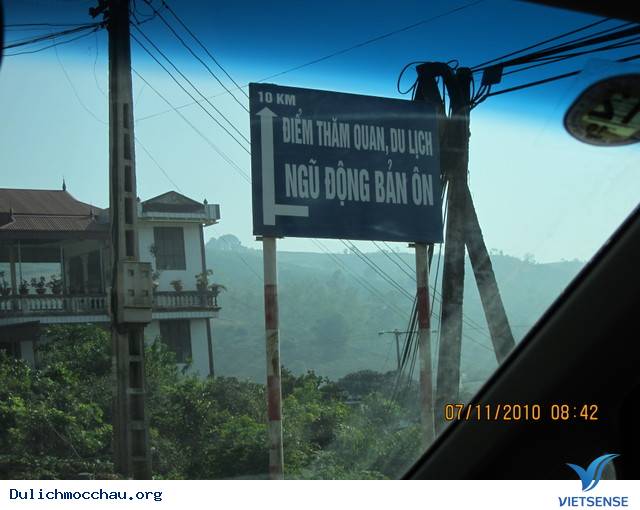 10 KM
ĐIỂM THĂM QUAN, DU LỊCH
NGŨ ĐỘNG BẢN ÔN
07/11/2010 08:42
Dulichmocchau.org
VIETSENSE